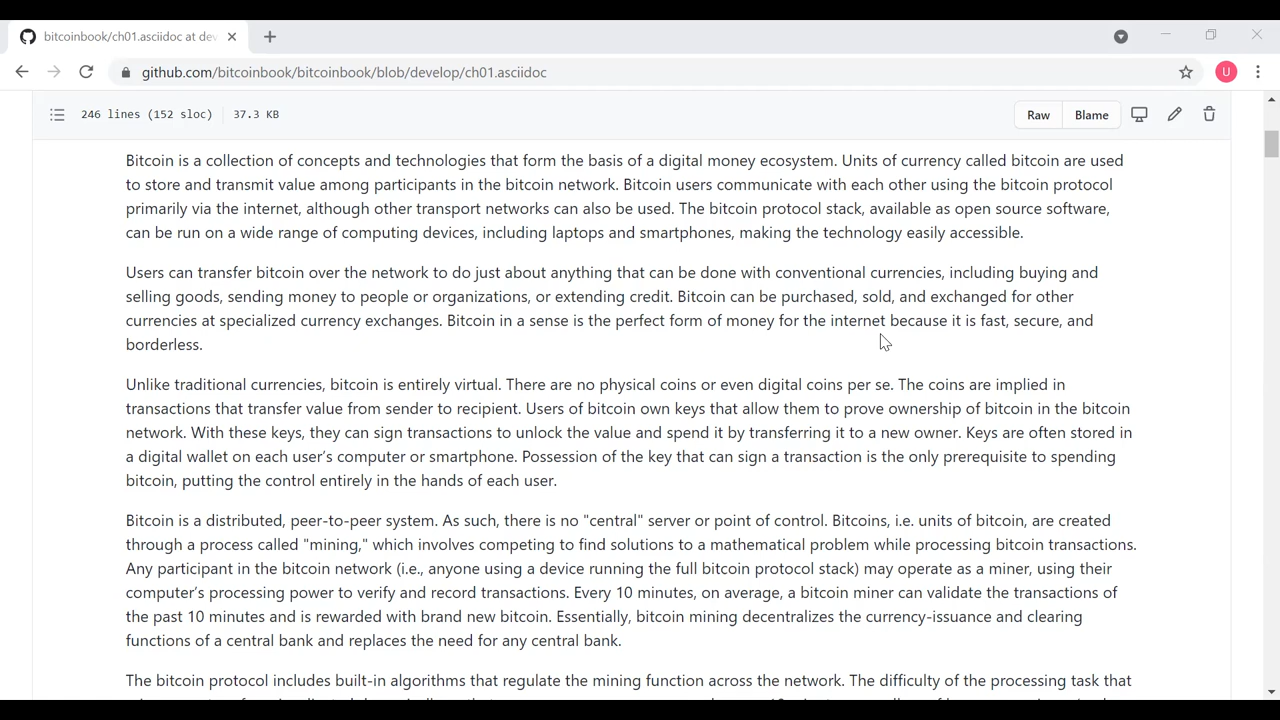 bitcoinbook/ch01.asciidoc at dev
github.com/bitcoinbook/bitcoinbook/blob/develop/ch01.asciidoc
U
246 lines (152 sloc) 37.3 KB
Raw Blame
Bitcoin is a collection of concepts and technologies that form the basis of a digital money ecosystem. Units of currency called bitcoin are used
to store and transmit value among participants in the bitcoin network. Bitcoin users communicate with each other using the bitcoin protocol
primarily via the internet, although other transport networks can also be used. The bitcoin protocol stack, available as open source software,
can be run on a wide range of computing devices, including laptops and smartphones, making the technology easily accessible.
Users can transfer bitcoin over the network to do just about anything that can be done with conventional currencies, including buying and
selling goods, sending money to people or organizations, or extending credit. Bitcoin can be purchased, sold, and exchanged for other
currencies at specialized currency exchanges. Bitcoin in a sense is the perfect form of money for the internet because it is fast, secure, and
borderless.
Unlike traditional currencies, bitcoin is entirely virtual. There are no physical coins or even digital coins per se. The coins are implied in
transactions that transfer value from sender to recipient. Users of bitcoin own keys that allow them to prove ownership of bitcoin in the bitcoin
network. With these keys, they can sign transactions to unlock the value and spend it by transferring it to a new owner. Keys are often stored in
a digital wallet on each user's computer or smartphone. Possession of the key that can sign a transaction is the only prerequisite to spending
bitcoin, putting the control entirely in the hands of each user.
Bitcoin is a distributed, peer-to-peer system. As such, there is no "central" server or point of control. Bitcoins, i.e. units of bitcoin, are created
through a process called "mining," which involves competing to find solutions to a mathematical problem while processing bitcoin transactions.
Any participant in the bitcoin network (i.e., anyone using a device running the full bitcoin protocol stack) may operate as a miner, using their
computer's processing power to verify and record transactions. Every 10 minutes, on average, a bitcoin miner can validate the transactions of
the past 10 minutes and is rewarded with brand new bitcoin. Essentially, bitcoin mining decentralizes the currency-issuance and clearing
functions of a central bank and replaces the need for any central bank.
The bitcoin protocol includes built-in algorithms that regulate the mining function across the network. The difficulty of the processing task that